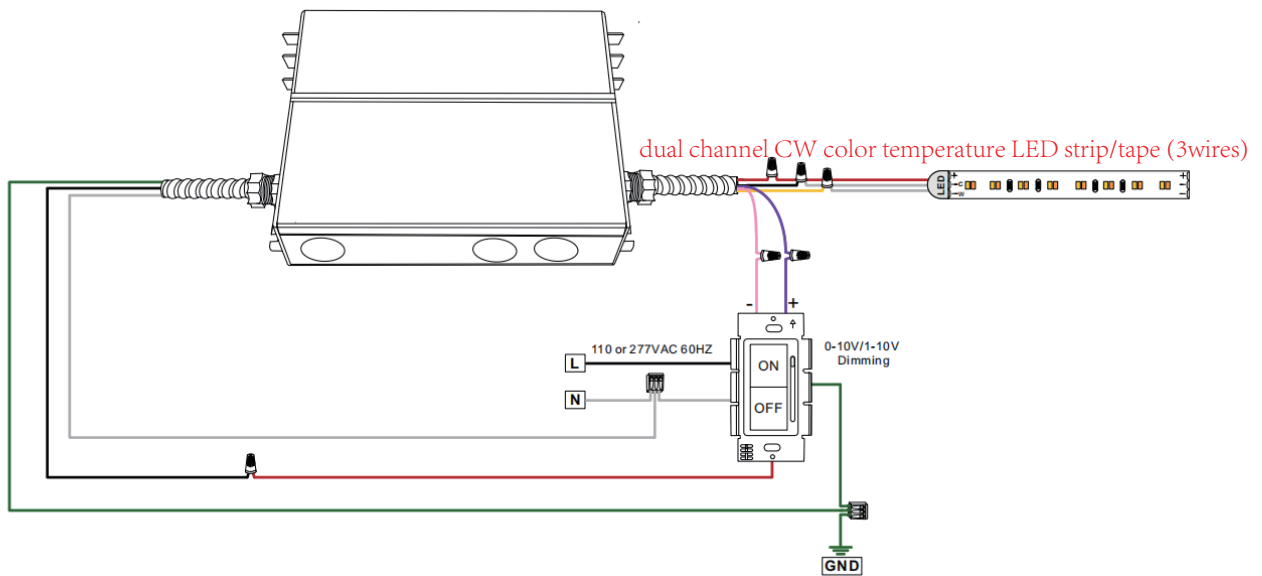 dual channel CW color temperature LED strip/tape (3wires)
LED
+
C
W
+
-
-
- +
110 or 277VAC 60HZ
L
N
ON
OFF
0-10V/1-10V
Dimming
GND